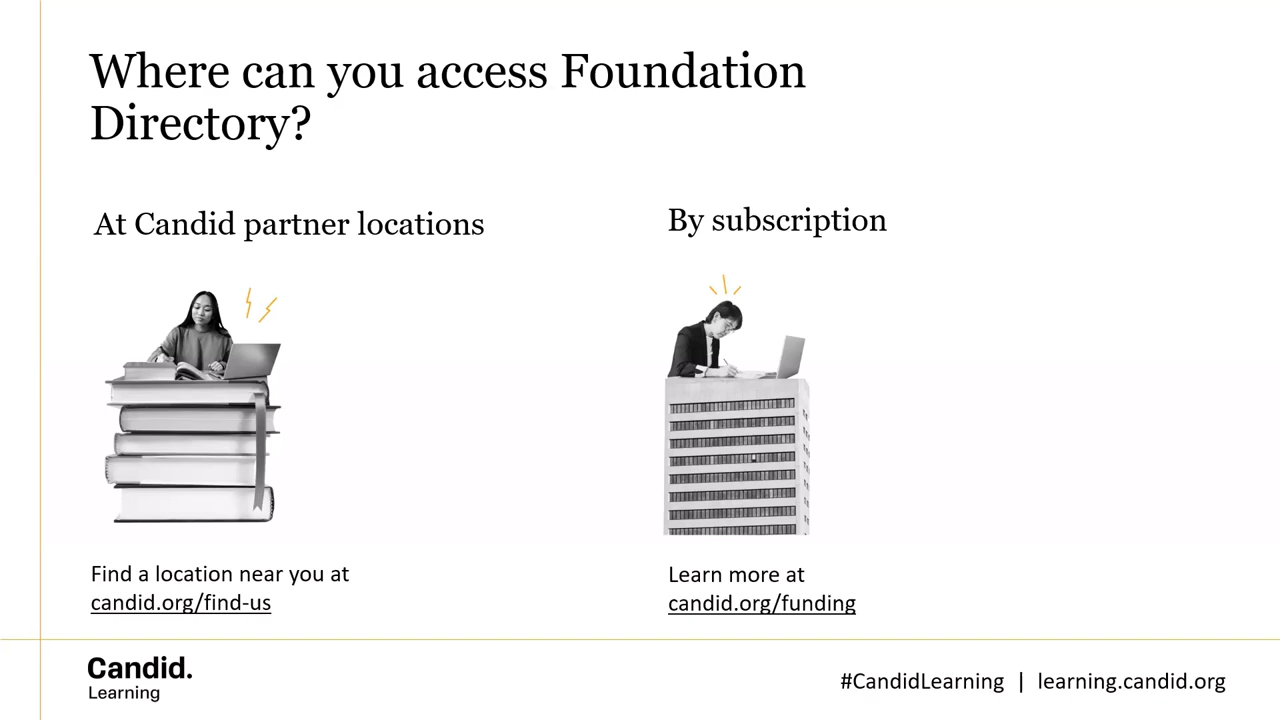 Where can you access Foundation
Directory?
At Candid partner locations
By subscription
Find a location near you at
candid.org/find-us
Learn more at
candid.org/funding
Candid.
Learning
#CandidLearning | learning.candid.org